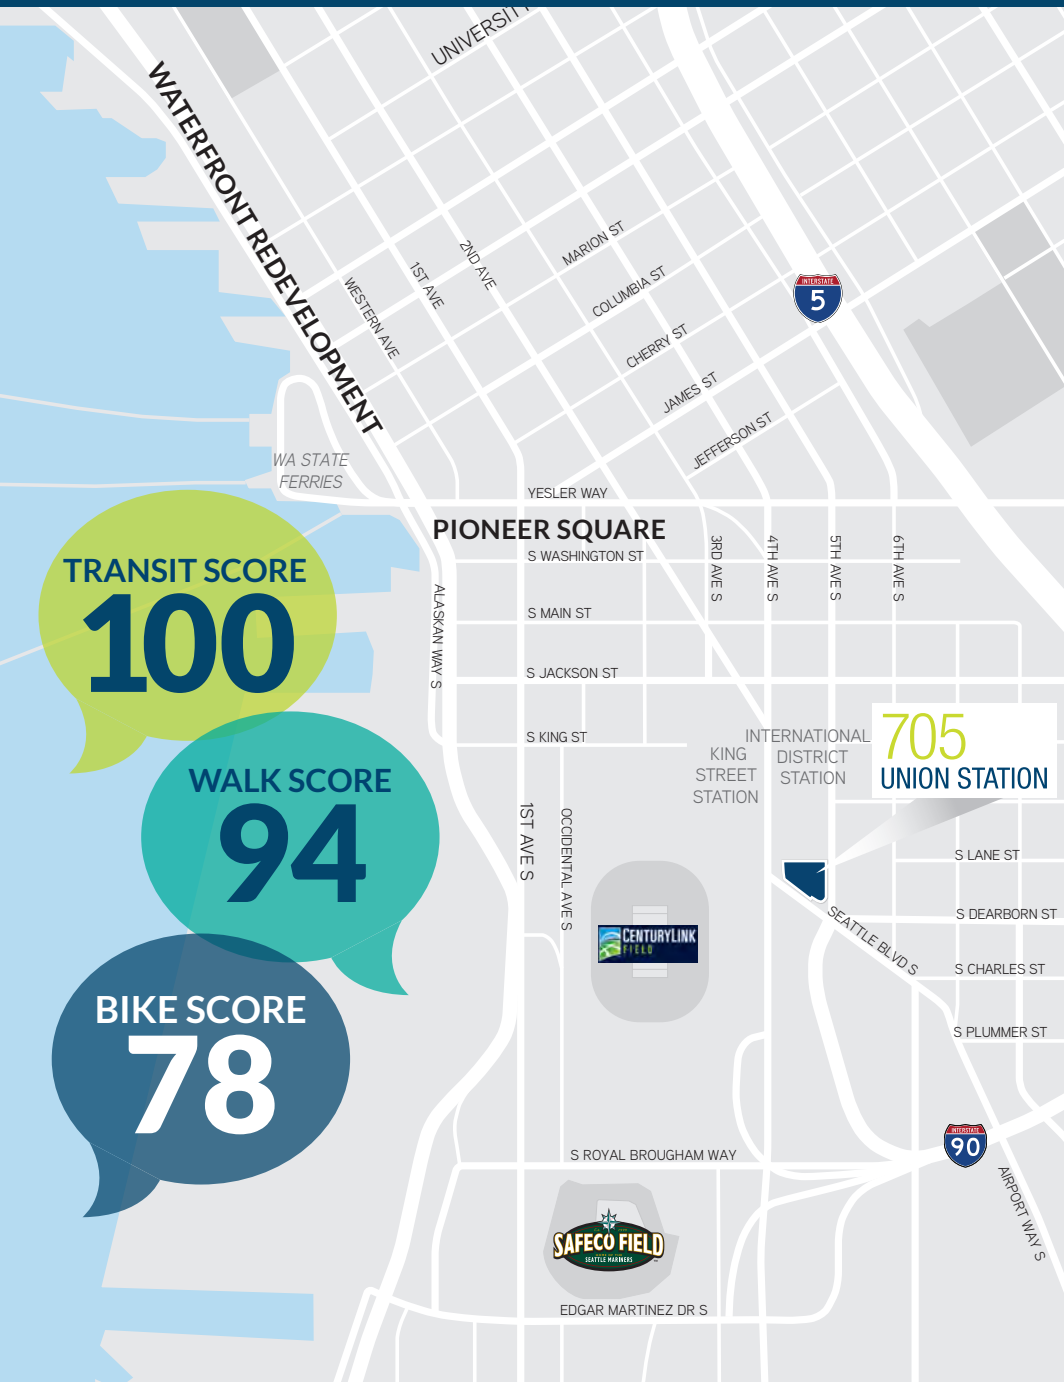 UNIVERSIT
WATERFRONT REDEVELOPMENT
2ND AVE
1ST AVE
WESTERN AVE
MARION ST
COLUMBIA ST
CHERRY ST
JAMES ST
JEFFERSON ST
INTERSTATE
5
WA STATE
FERRIES
YESLER WAY
PIONEER SQUARE
S WASHINGTON ST
3RD AVE S
4TH AVE S
5TH AVE S
6TH AVE S
TRANSIT SCORE
100
ALASKAN WAY S
S MAIN ST
S JACKSON ST
S KING ST
INTERNATIONAL
DISTRICT
STATION
KING
STREET
STATION
705
UNION STATION
WALK SCORE
94
1ST AVE S
OCCIDENTAL AVE S
CENTURYLINK
FIELD
S LANE ST
SEATTLE BLVD S
S DEARBORN ST
S CHARLES ST
S PLUMMER ST
BIKE SCORE
78
INTERSTATE
90
S ROYAL BROUGHAM WAY
AIRPORT WAY S
SAFECO FIELD
SEATTLE MARINERS
EDGAR MARTINEZ DR S